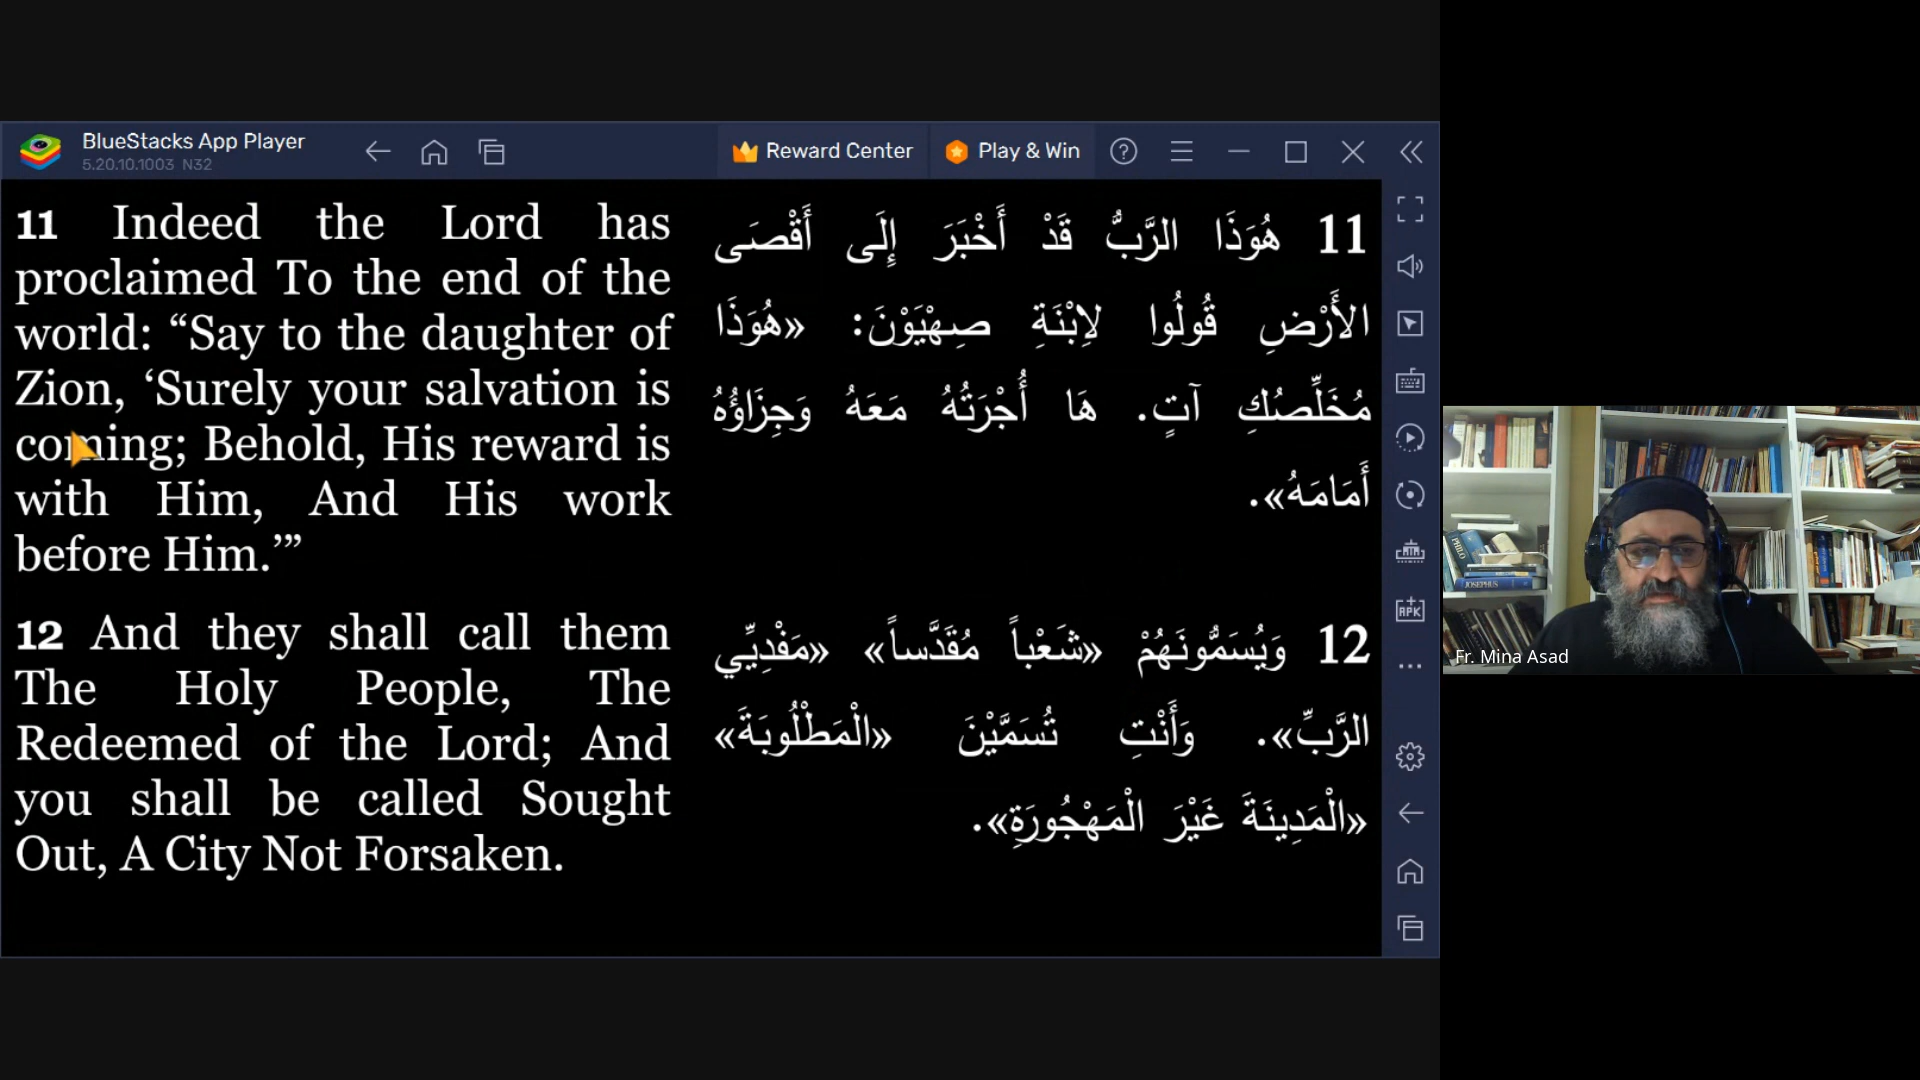 BlueStacks App Player
5.20.10.1003 N32
Reward Center
Play & Win
11 Indeed the Lord has
proclaimed To the end of the
world: “Say to the daughter of
Zion, ‘Surely your salvation is
coming; Behold, His reward is
with Him, And His work
before Him.’”
12 And they shall call them
The Holy People, The
Redeemed of the Lord; And
you shall be called Sought
Out, A City Not Forsaken.
11 هُوَذَا الرَّبُّ قَدْ أَخْبَرَ إِلَى أَقْصَى
الأَرْضِ قُولُوا لاِبْنَةِ صِهْيَوْنَ: «هُوَذَا
مُخَلِّصُكِ آتٍ. هَا أُجْرَتُهُ مَعَهُ وَجِزَاؤُهُ
أَمَامَهُ».
12 وَيُسَمُّونَهُمْ «شَعْباً مُقَدَّساً» «مَفْدِيِّي
الرَّبِّ». وَأَنْتِ تُسَمَّيْنَ «الْمَطْلُوبَةَ»
«الْمَدِينَةَ غَيْرَ الْمَهْجُورَةِ».
APK
PHILO
JOSEPHUS
Fr. Mina Asad